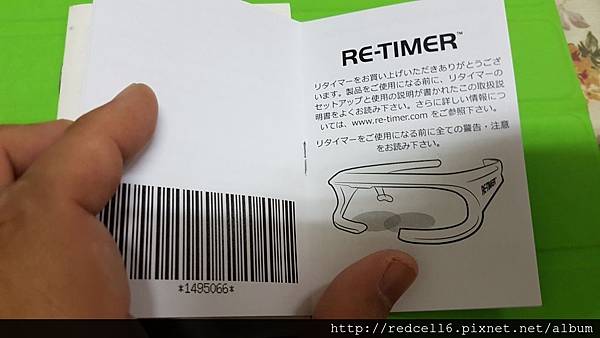 RE-TIMER™
リタイマーをお買い上げいただきありがとうござ
います。製品をご使用になる前に、リタイマーの
セットアップと使用の説明が書かれたこの取扱説
明書をよくお読み下さい。さらに詳しい情報につ
いては、www.re-timer.com をご参照下さい。
リタイマーをご使用になる前に全ての警告・注意
をお読み下さい。
RE-TIMER
*1495066*
http://redcell6.pixnet.net/album